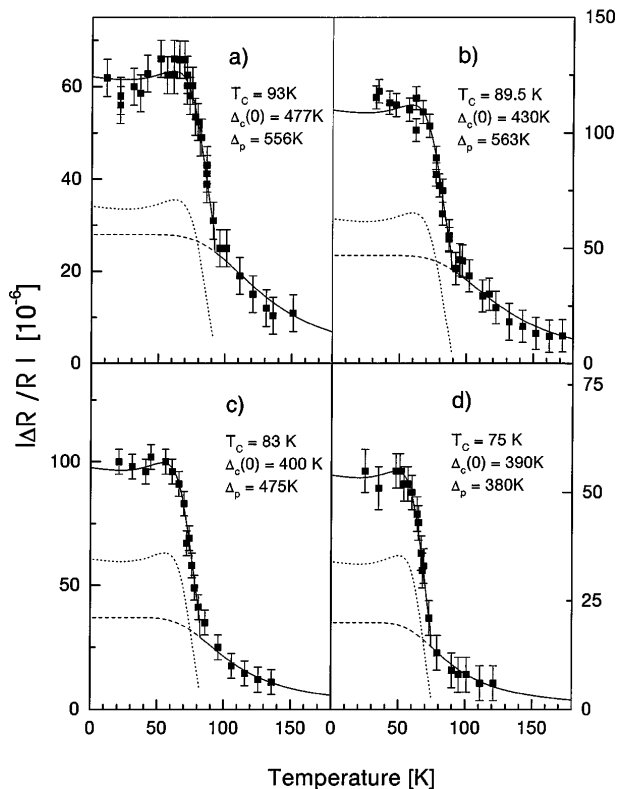 a)
T_C = 93K
Δ_c(0) = 477K
Δ_p = 556K
b)
T_C = 89.5 K
Δ_c(0) = 430K
Δ_p = 563K
c)
T_C = 83 K
Δ_c(0) = 400 K
Δ_p = 475K
d)
T_C = 75 K
Δ_c(0) = 390K
Δ_p = 380K
60
40
20
0
150
100
50
0
100
50
0
75
50
25
0
0 50 100 150
0 50 100 150
|ΔR /R | [10⁻⁶]
Temperature [K]